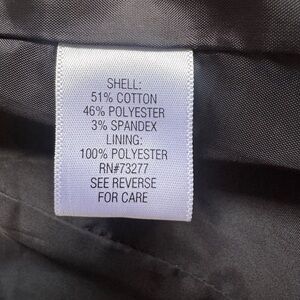 SHELL:
51% COTTON
46% POLYESTER
3% SPANDEX
LINING:
100% POLYESTER
RN#73277
SEE REVERSE
FOR CARE